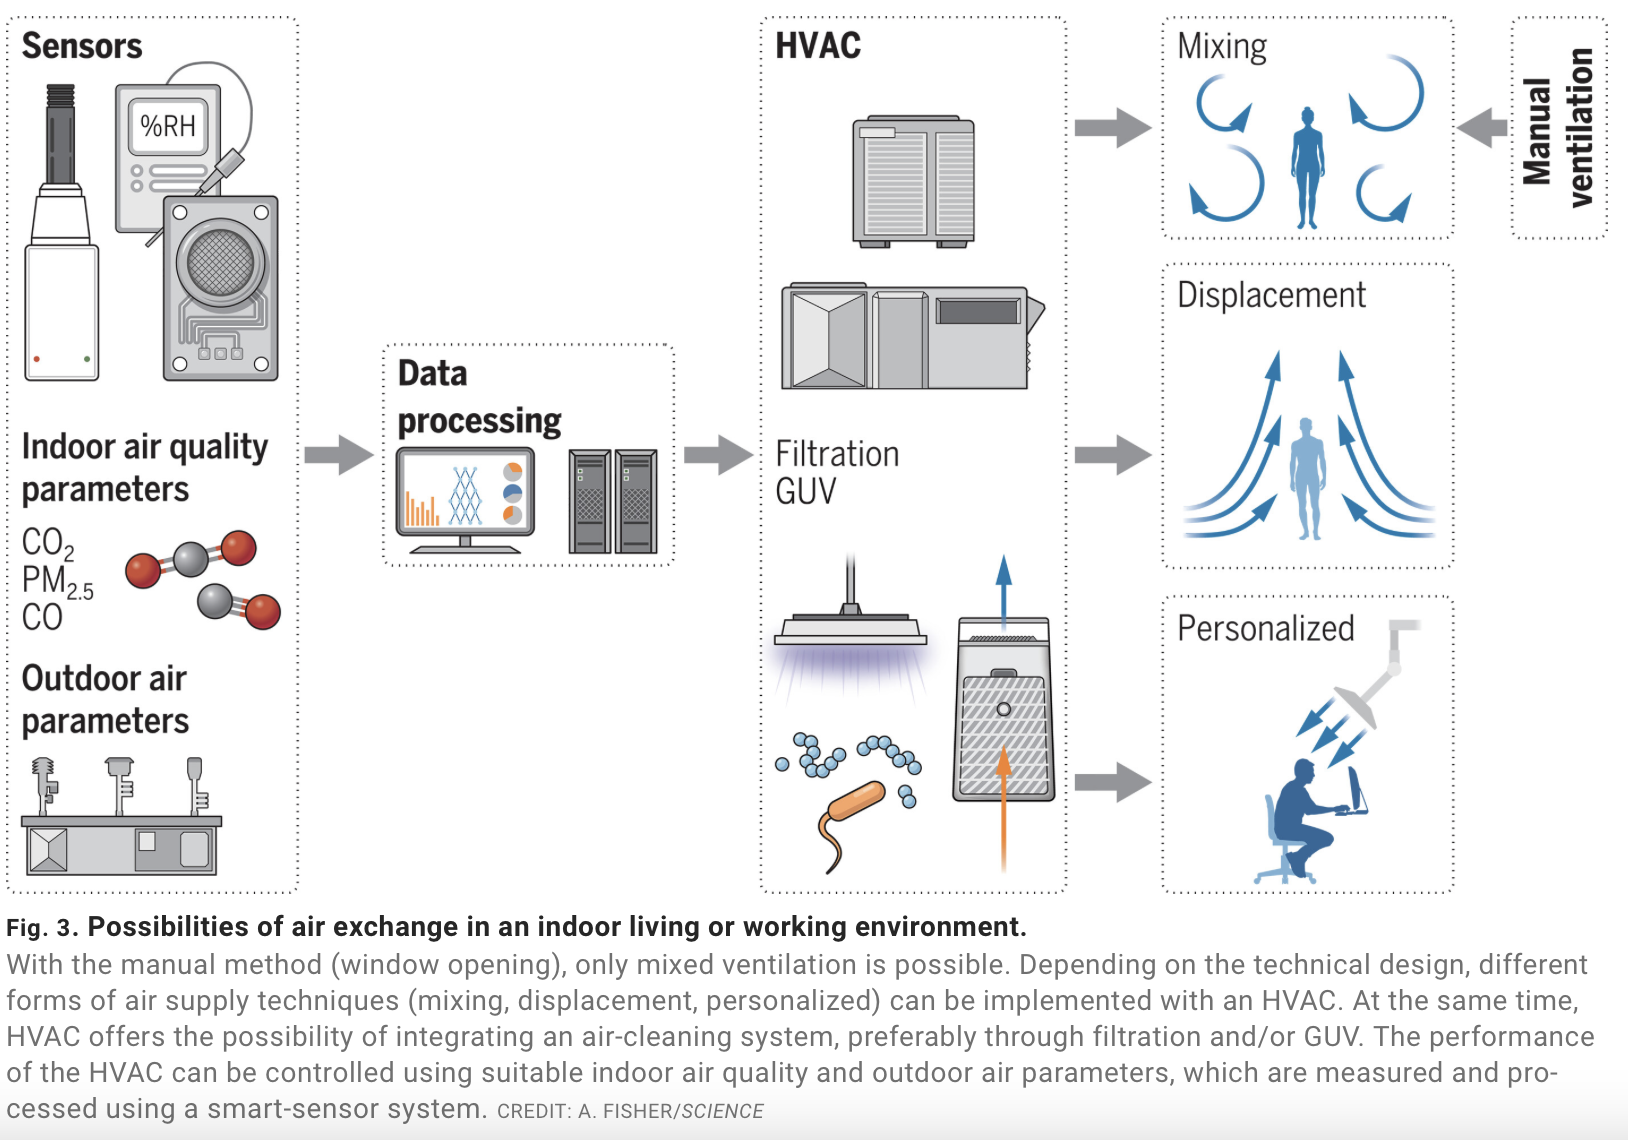 Sensors
%RH
Indoor air quality
parameters
CO2
PM2.5
CO
Outdoor air
parameters
Data
processing
HVAC
Filtration
GUV
Mixing
Displacement
Personalized
Manual
ventilation
Fig. 3. Possibilities of air exchange in an indoor living or working environment.
With the manual method (window opening), only mixed ventilation is possible. Depending on the technical design, different
forms of air supply techniques (mixing, displacement, personalized) can be implemented with an HVAC. At the same time,
HVAC offers the possibility of integrating an air-cleaning system, preferably through filtration and/or GUV. The performance
of the HVAC can be controlled using suitable indoor air quality and outdoor air parameters, which are measured and pro-
cessed using a smart-sensor system. CREDIT: A. FISHER/SCIENCE